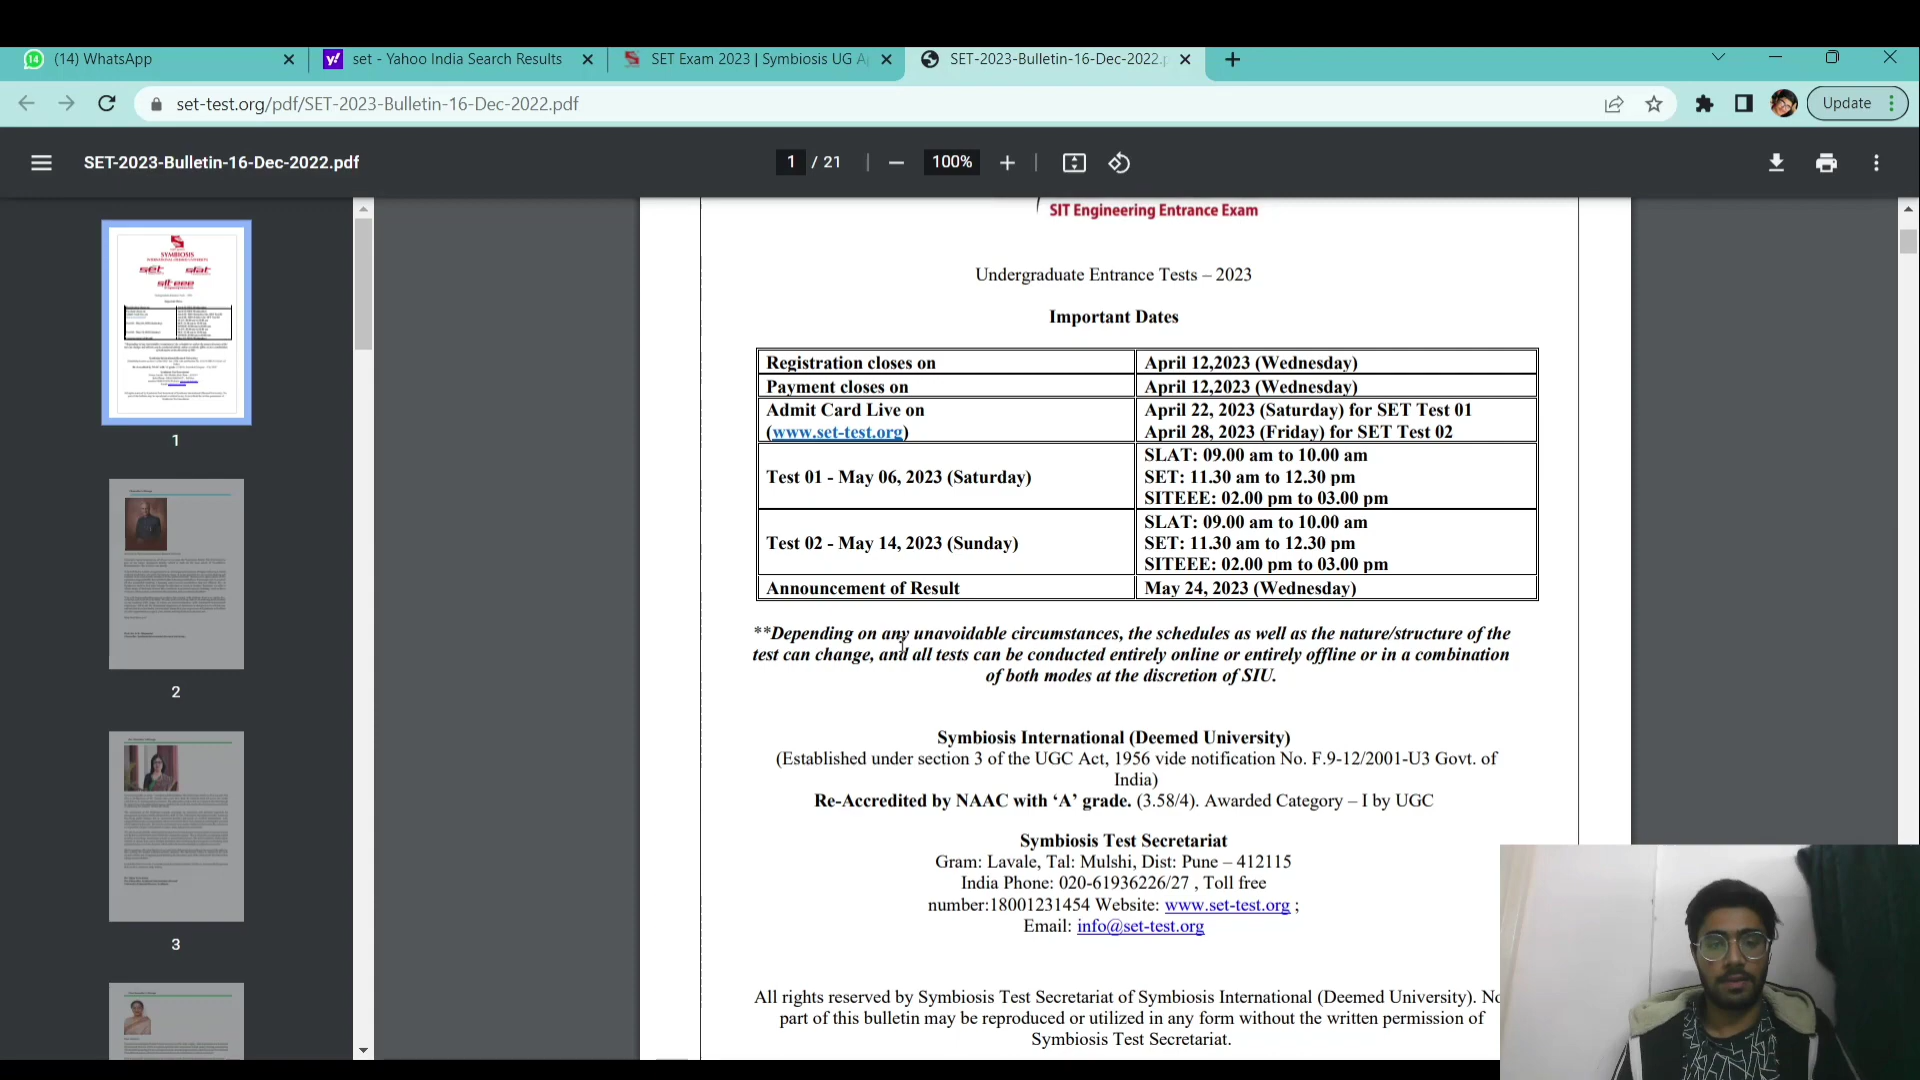 (14) WhatsApp
set - Yahoo India Search Results
SET Exam 2023 | Symbiosis UG A
SET-2023-Bulletin-16-Dec-2022.p
set-test.org/pdf/SET-2023-Bulletin-16-Dec-2022.pdf
Update
SET-2023-Bulletin-16-Dec-2022.pdf
1 / 21
100%
SIT Engineering Entrance Exam
Undergraduate Entrance Tests – 2023
Important Dates
Registration closes on
April 12,2023 (Wednesday)
Payment closes on
April 12,2023 (Wednesday)
Admit Card Live on
(www.set-test.org)
April 22, 2023 (Saturday) for SET Test 01
April 28, 2023 (Friday) for SET Test 02
Test 01 - May 06, 2023 (Saturday)
SLAT: 09.00 am to 10.00 am
SET: 11.30 am to 12.30 pm
SITEEE: 02.00 pm to 03.00 pm
Test 02 - May 14, 2023 (Sunday)
SLAT: 09.00 am to 10.00 am
SET: 11.30 am to 12.30 pm
SITEEE: 02.00 pm to 03.00 pm
Announcement of Result
May 24, 2023 (Wednesday)
**Depending on any unavoidable circumstances, the schedules as well as the nature/structure of the
test can change, and all tests can be conducted entirely online or entirely offline or in a combination
of both modes at the discretion of SIU.
Symbiosis International (Deemed University)
(Established under section 3 of the UGC Act, 1956 vide notification No. F.9-12/2001-U3 Govt. of
India)
Re-Accredited by NAAC with ‘A’ grade. (3.58/4). Awarded Category – I by UGC
Symbiosis Test Secretariat
Gram: Lavale, Tal: Mulshi, Dist: Pune – 412115
India Phone: 020-61936226/27 , Toll free
number:18001231454 Website: www.set-test.org ;
Email: info@set-test.org
All rights reserved by Symbiosis Test Secretariat of Symbiosis International (Deemed University). No
part of this bulletin may be reproduced or utilized in any form without the written permission of
Symbiosis Test Secretariat.
SYMBIOSIS
set
slat
siteee
1
2
3